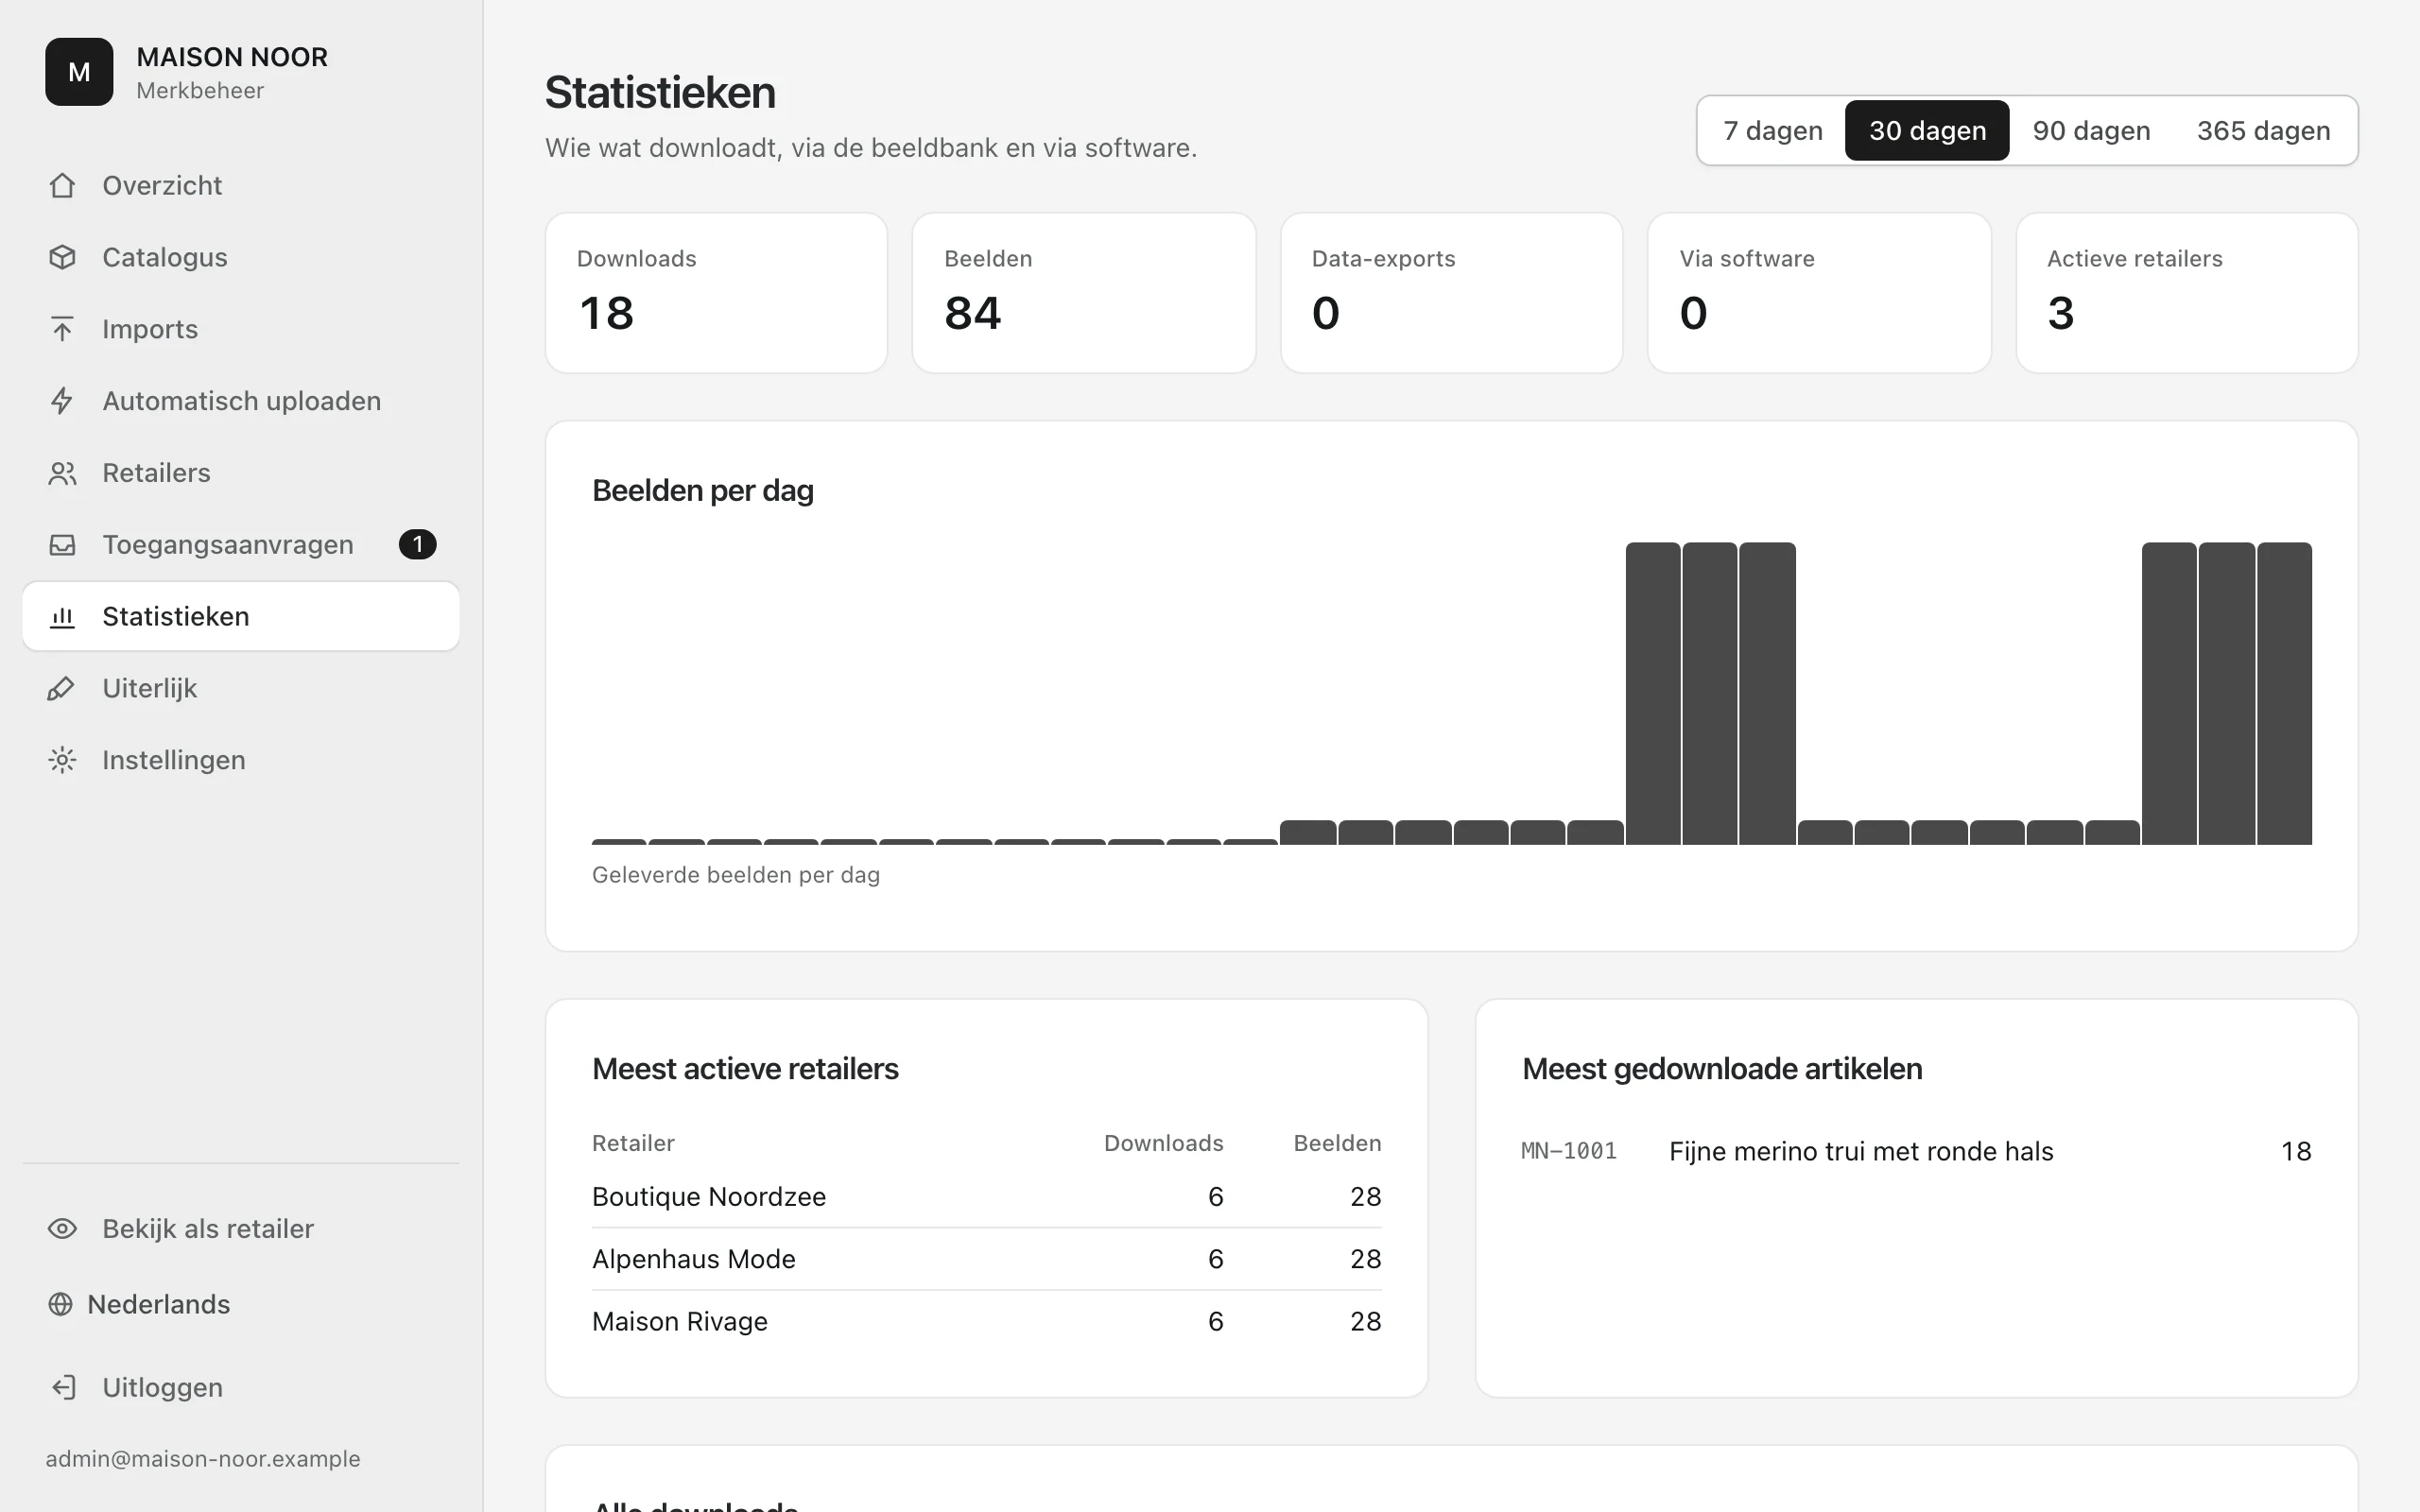 M
MAISON NOOR
Merkbeheer
Overzicht
Catalogus
Imports
Automatisch uploaden
Retailers
Toegangsaanvragen 1
Statistieken
Uiterlijk
Instellingen
Bekijk als retailer
Nederlands
Uitloggen
admin@maison-noor.example
Statistieken
Wie wat downloadt, via de beeldbank en via software.
7 dagen 30 dagen 90 dagen 365 dagen
Downloads
18
Beelden
84
Data-exports
0
Via software
0
Actieve retailers
3
Beelden per dag
Geleverde beelden per dag
Meest actieve retailers
Retailer Downloads Beelden
Boutique Noordzee 6 28
Alpenhaus Mode 6 28
Maison Rivage 6 28
Meest gedownloade artikelen
MN-1001 Fijne merino trui met ronde hals 18
Alle downloads